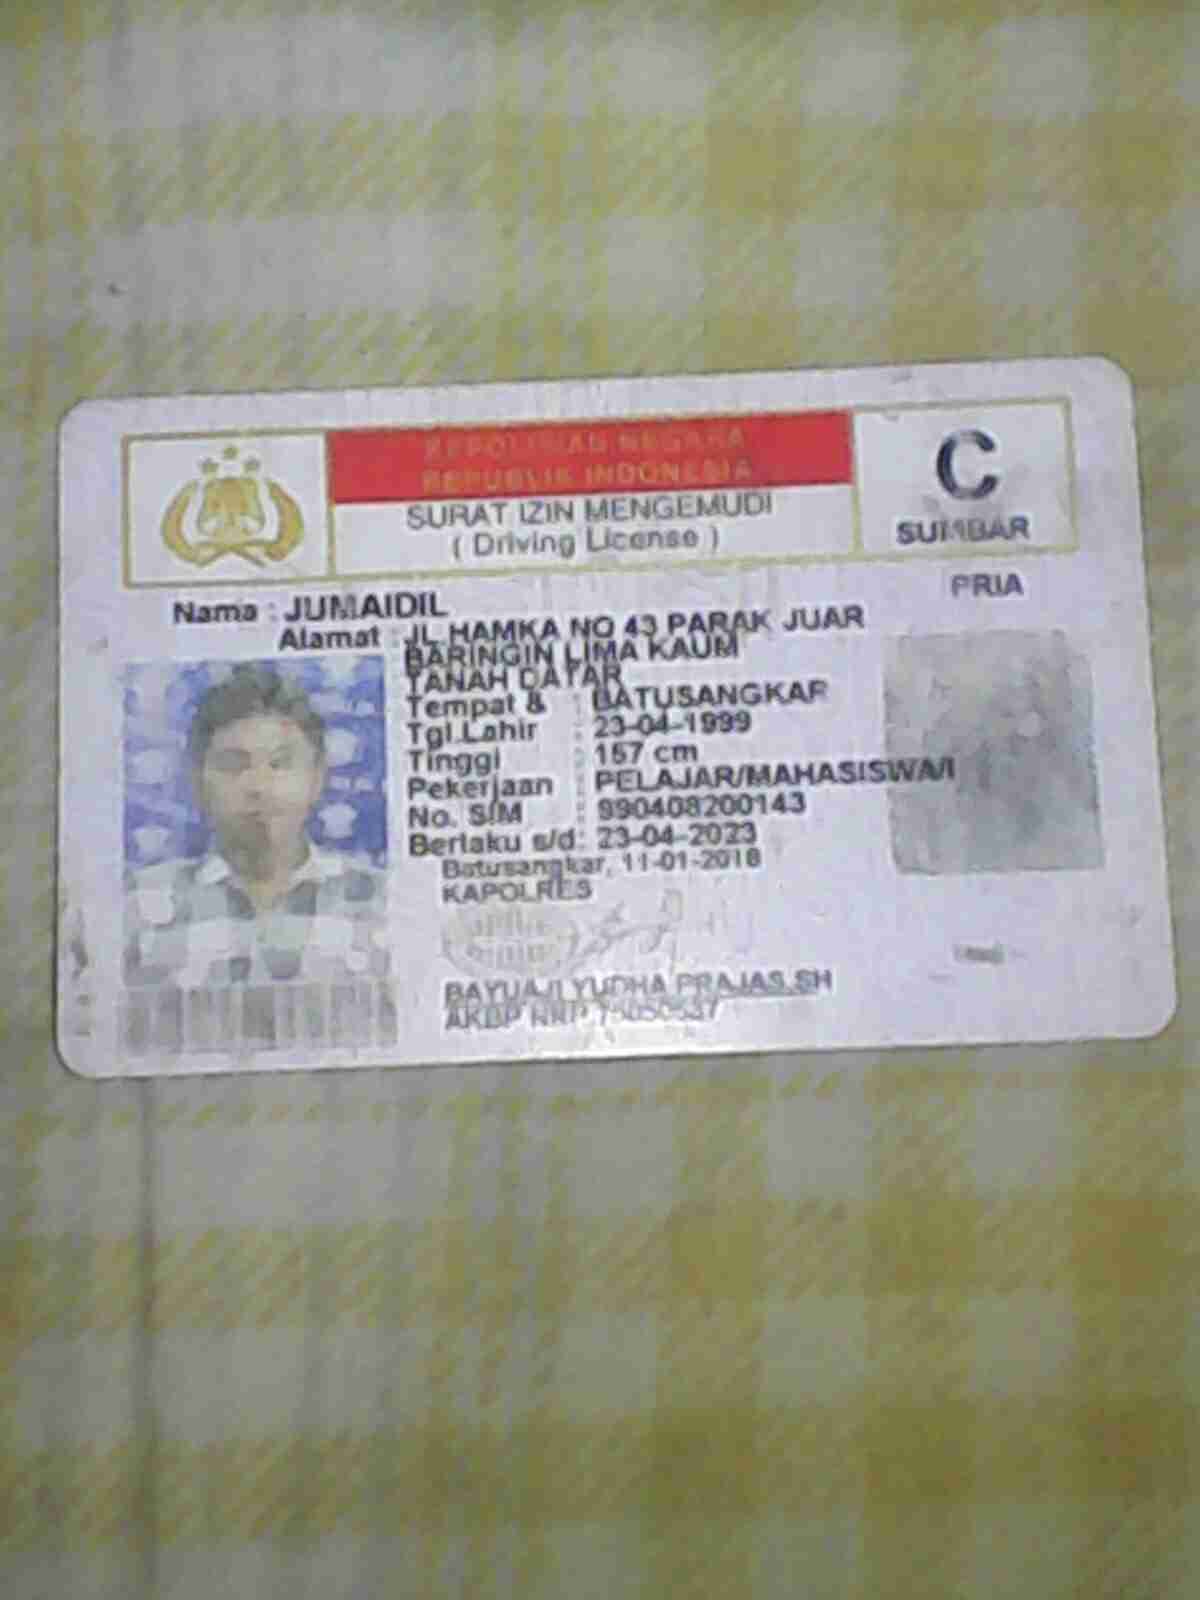 KEPOLISIAN NEGARA
REPUBLIK INDONESIA
SURAT IZIN MENGEMUDI
( Driving License )
C
SUMBAR
PRIA
Nama : JUMAIDIL
Alamat : JL HAMKA NO 43 PARAK JUAR
BARINGIN LIMA KAUM
TANAH DATAR
Tempat & : BATUSANGKAR
Tgl.Lahir : 23-04-1999
Tinggi : 157 cm
Pekerjaan : PELAJAR/MAHASISWA/I
No. SIM : 990408200143
Berlaku s/d : 23-04-2023
Batusangkar, 11-01-2018
KAPOLRES
BAYUAJI YUDHA PRAJAS,SH
AKBP NRP